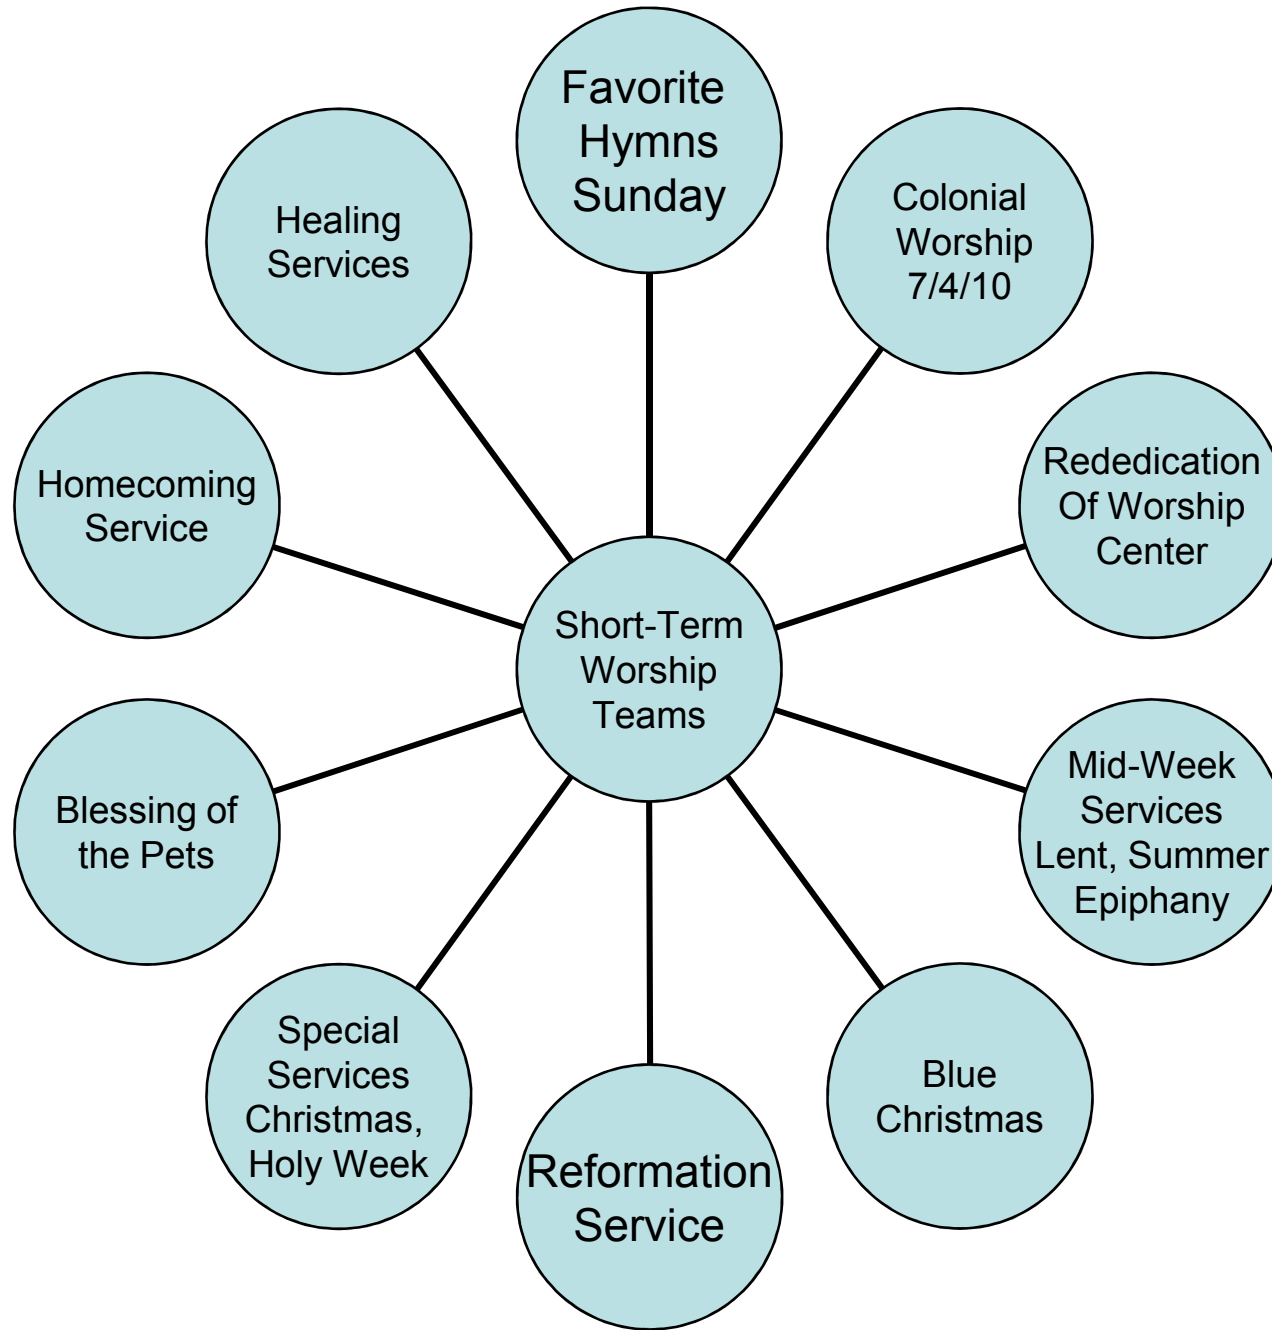 Favorite
Hymns
Sunday
Colonial
Worship
7/4/10
Rededication
Of Worship
Center
Mid-Week
Services
Lent, Summer
Epiphany
Blue
Christmas
Reformation
Service
Special
Services
Christmas,
Holy Week
Blessing of
the Pets
Homecoming
Service
Healing
Services
Short-Term
Worship
Teams